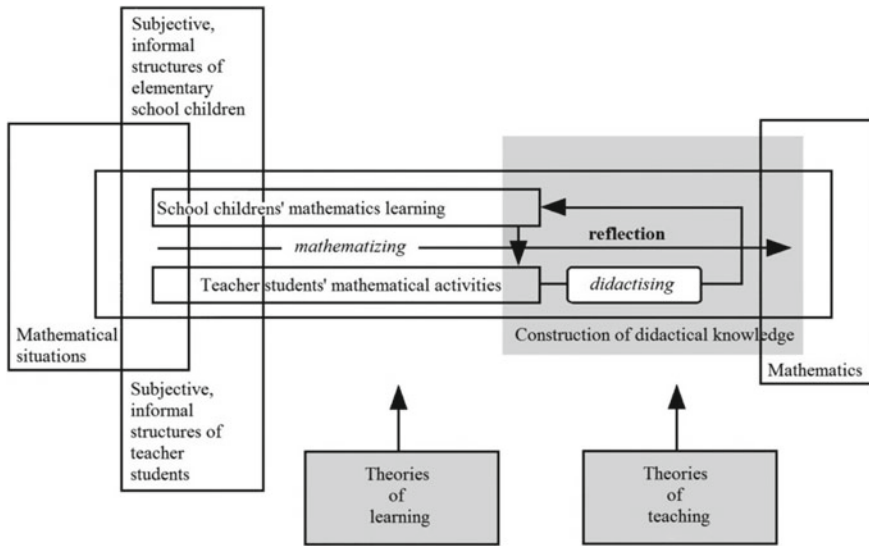 Subjective,
informal
structures of
elementary
school children
School childrens' mathematics learning
mathematizing
reflection
Teacher students' mathematical activities
didactising
Mathematical
situations
Construction of didactical knowledge
Mathematics
Subjective,
informal
structures of
teacher
students
Theories
of
learning
Theories
of
teaching